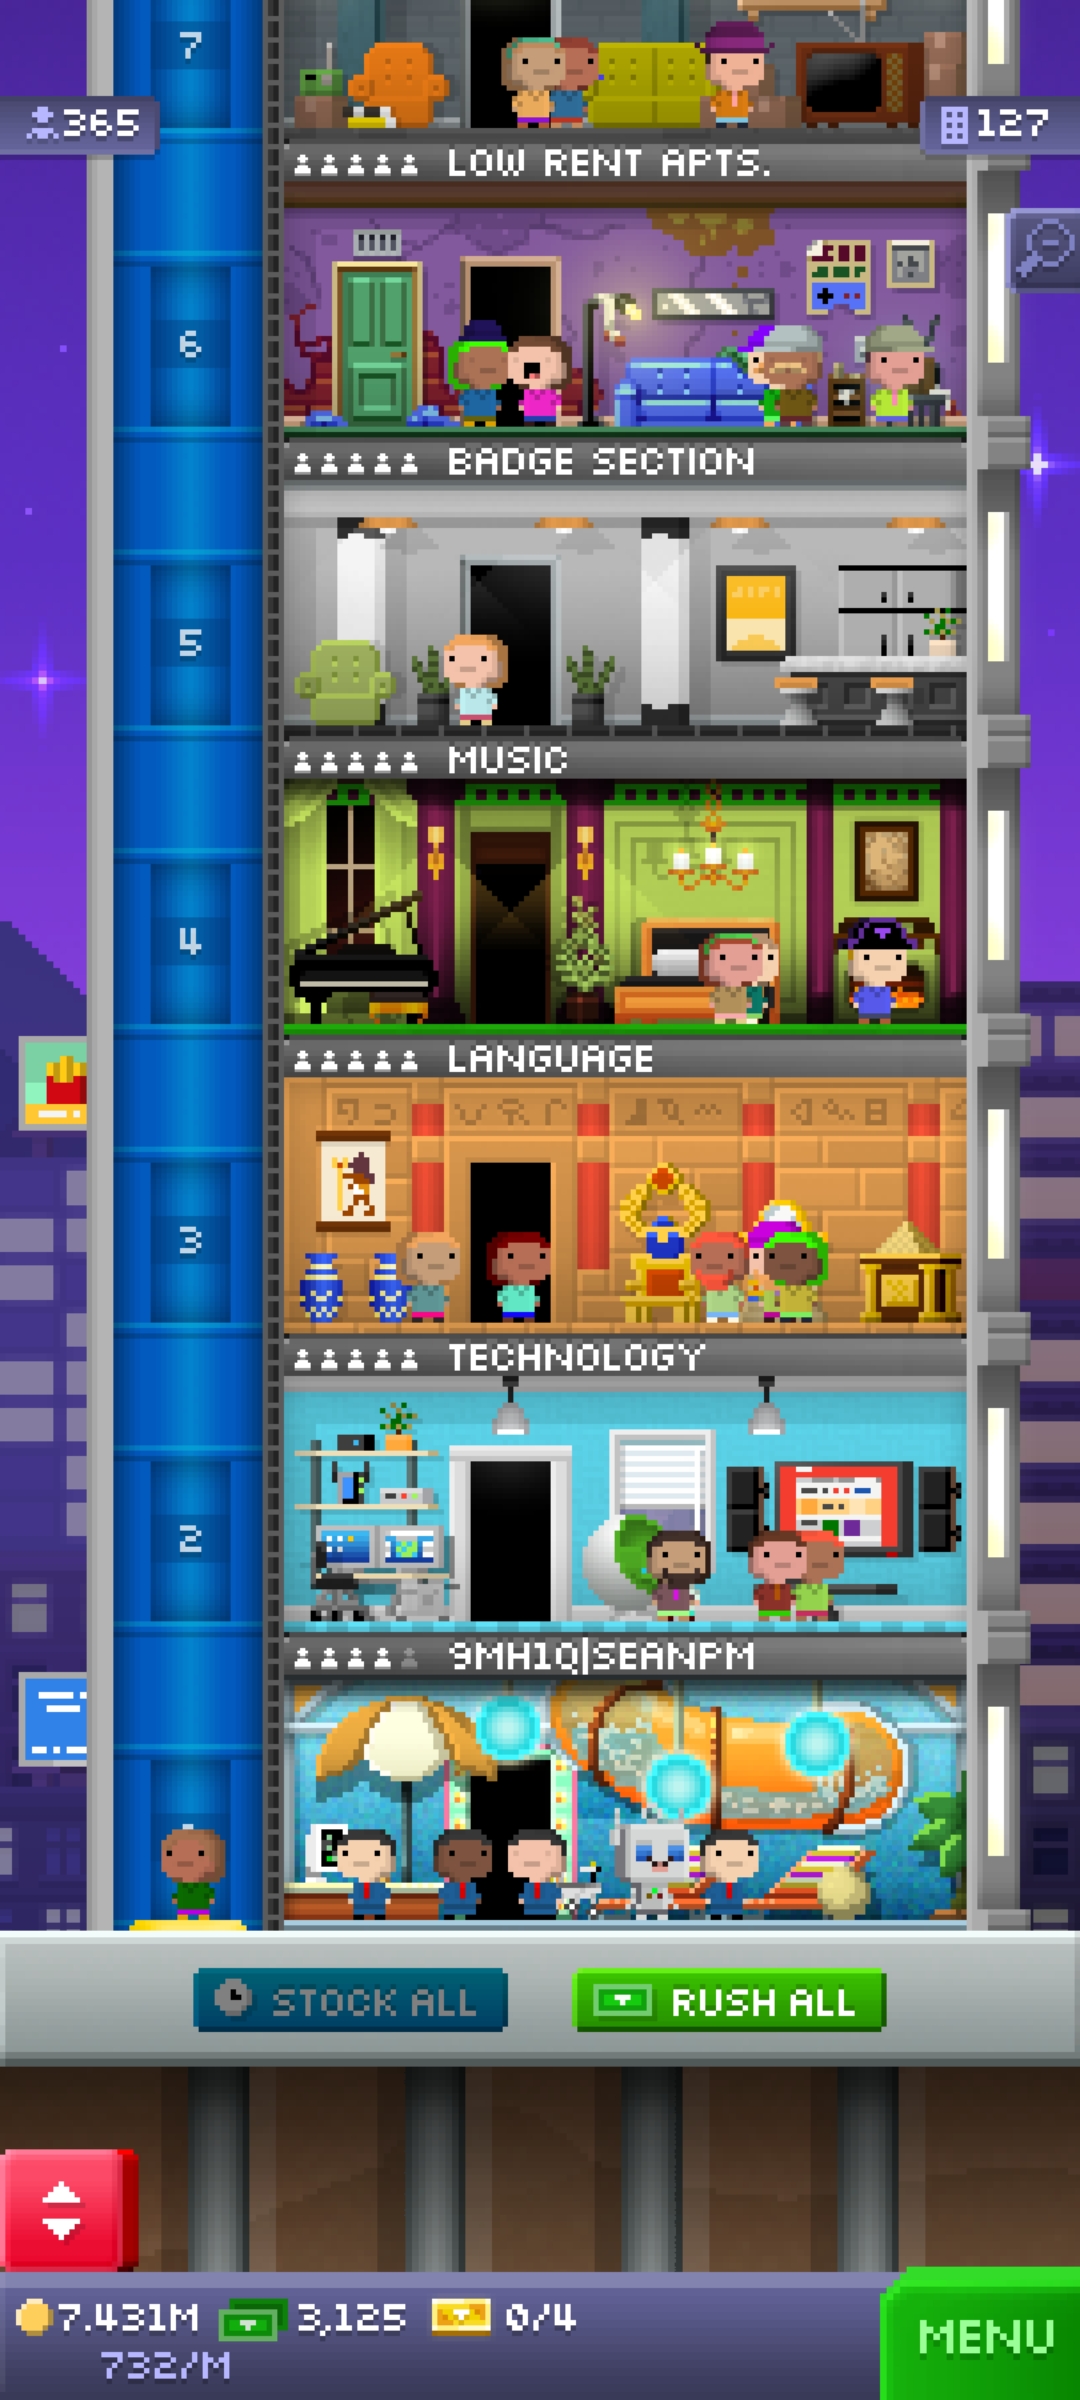 7
365
127
LOW RENT APTS.
6
BADGE SECTION
5
MUSIC
4
LANGUAGE
3
TECHNOLOGY
2
9MH1Q|SEANPM
STOCK ALL
RUSH ALL
7.431M
3,125
0/4
732/M
MENU